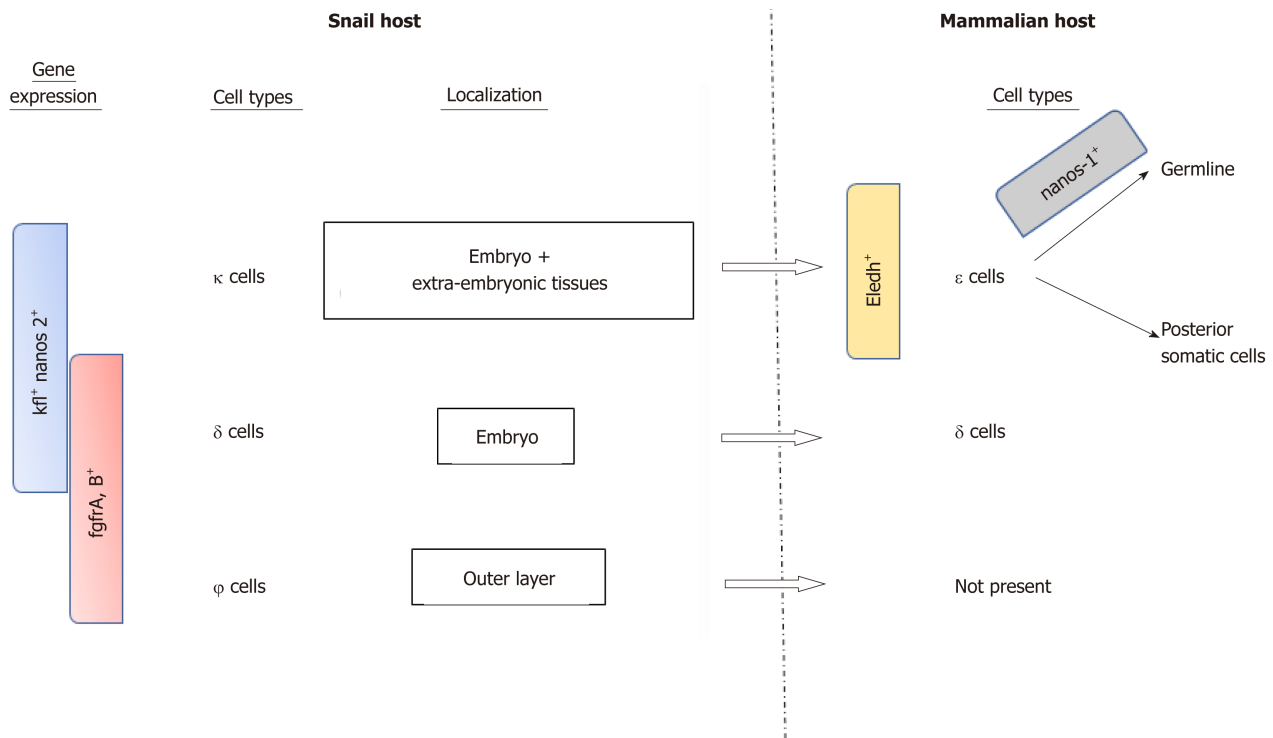 Snail host
Mammalian host
Gene
expression
Cell types
Localization
Cell types
nanos-1⁺
Germline
Eledh⁺
kfl⁺ nanos 2⁺
κ cells
Embryo +
extra-embryonic tissues
ε cells
Posterior
somatic cells
fgfrA, B⁺
δ cells
Embryo
δ cells
φ cells
Outer layer
Not present